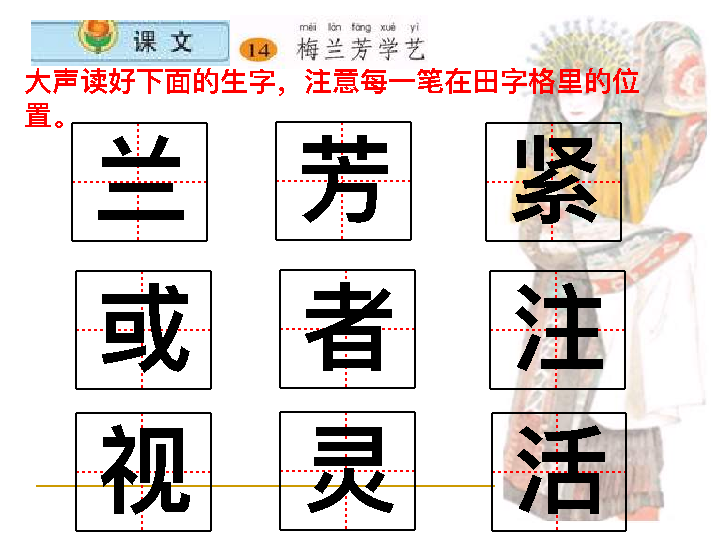 课文
14
méi lán fāng xué yì
梅兰芳学艺
大声读好下面的生字，注意每一笔在田字格里的位
置。
兰 芳 紧
或 者 注
视 灵 活